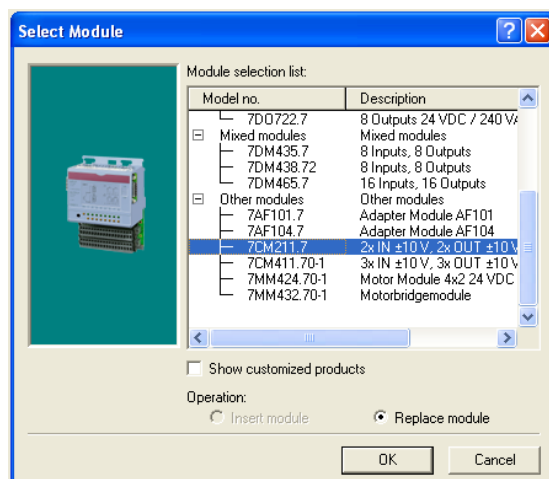 Select Module
Module selection list:
Model no. Description
7DO722.7 8 Outputs 24 VDC / 240 VA
Mixed modules Mixed modules
7DM435.7 8 Inputs, 8 Outputs
7DM438.72 8 Inputs, 8 Outputs
7DM465.7 16 Inputs, 16 Outputs
Other modules Other modules
7AF101.7 Adapter Module AF101
7AF104.7 Adapter Module AF104
7CM211.7 2x IN ±10 V, 2x OUT ±10 V
7CM411.70-1 3x IN ±10 V, 3x OUT ±10 V
7MM424.70-1 Motor Module 4x2 24 VDC
7MM432.70-1 Motorbridgemodule
Show customized products
Operation:
Insert module Replace module
OK Cancel